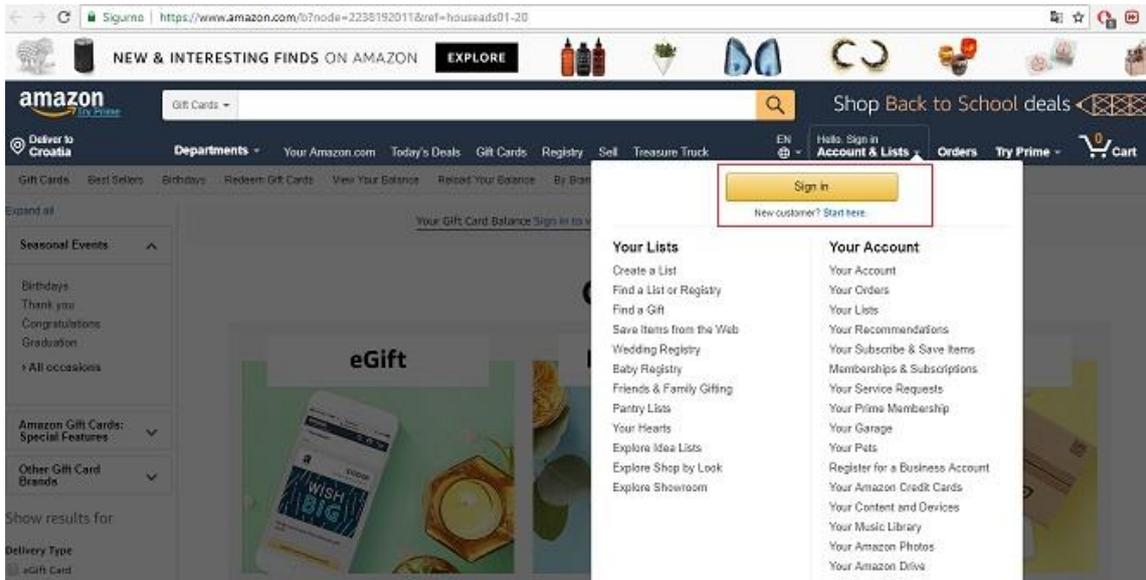 Sigurno | https://www.amazon.com/b?node=2238192011&ref=houseads01-20
NEW & INTERESTING FINDS ON AMAZON EXPLORE
amazon
Try Prime
Gift Cards
Shop Back to School deals
Deliver to
Croatia
Departments Your Amazon.com Today's Deals Gift Cards Registry Sell Treasure Truck
EN
Hello. Sign in
Account & Lists
Orders Try Prime
0
Cart
Gift Cards Best Sellers Birthdays Redeem Gift Cards View Your Balance Reload Your Balance By
Expand all
Your Gift Card Balance Sign in to
Sign in
New customer? Start here.
Seasonal Events
Birthdays
Thank you
Congratulations
Graduation
› All occasions
Amazon Gift Cards:
Special Features
Other Gift Card
Brands
Show results for
Delivery Type
eGift Card
eGift
amazon
WISH
BIG
Your Lists
Create a List
Find a List or Registry
Find a Gift
Save Items from the Web
Wedding Registry
Baby Registry
Friends & Family Gifting
Pantry Lists
Your Hearts
Explore Idea Lists
Explore Shop by Look
Explore Showroom
Your Account
Your Account
Your Orders
Your Lists
Your Recommendations
Your Subscribe & Save Items
Memberships & Subscriptions
Your Service Requests
Your Prime Membership
Your Garage
Your Pets
Register for a Business Account
Your Amazon Credit Cards
Your Content and Devices
Your Music Library
Your Amazon Photos
Your Amazon Drive